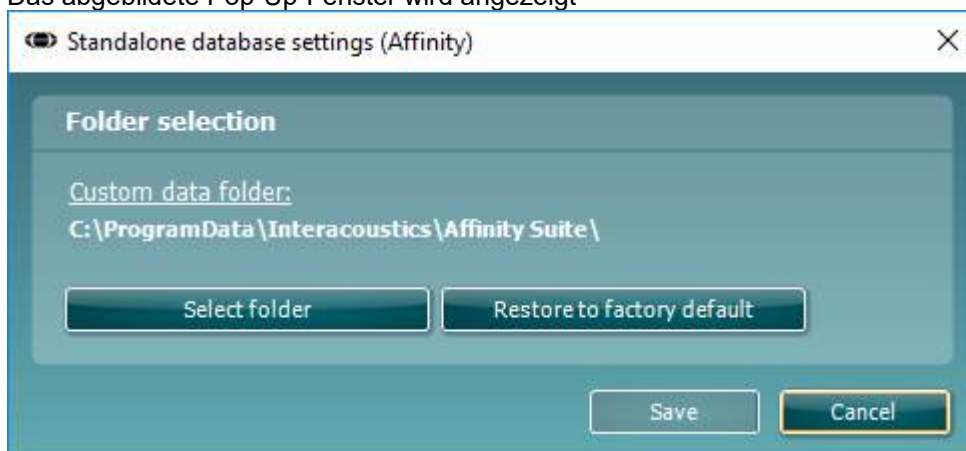 Das abgebildete Pop-Up-Fenster wird angezeigt
Standalone database settings (Affinity)
Folder selection
Custom data folder:
C:\ProgramData\Interacoustics\Affinity Suite\
Select folder
Restore to factory default
Save
Cancel